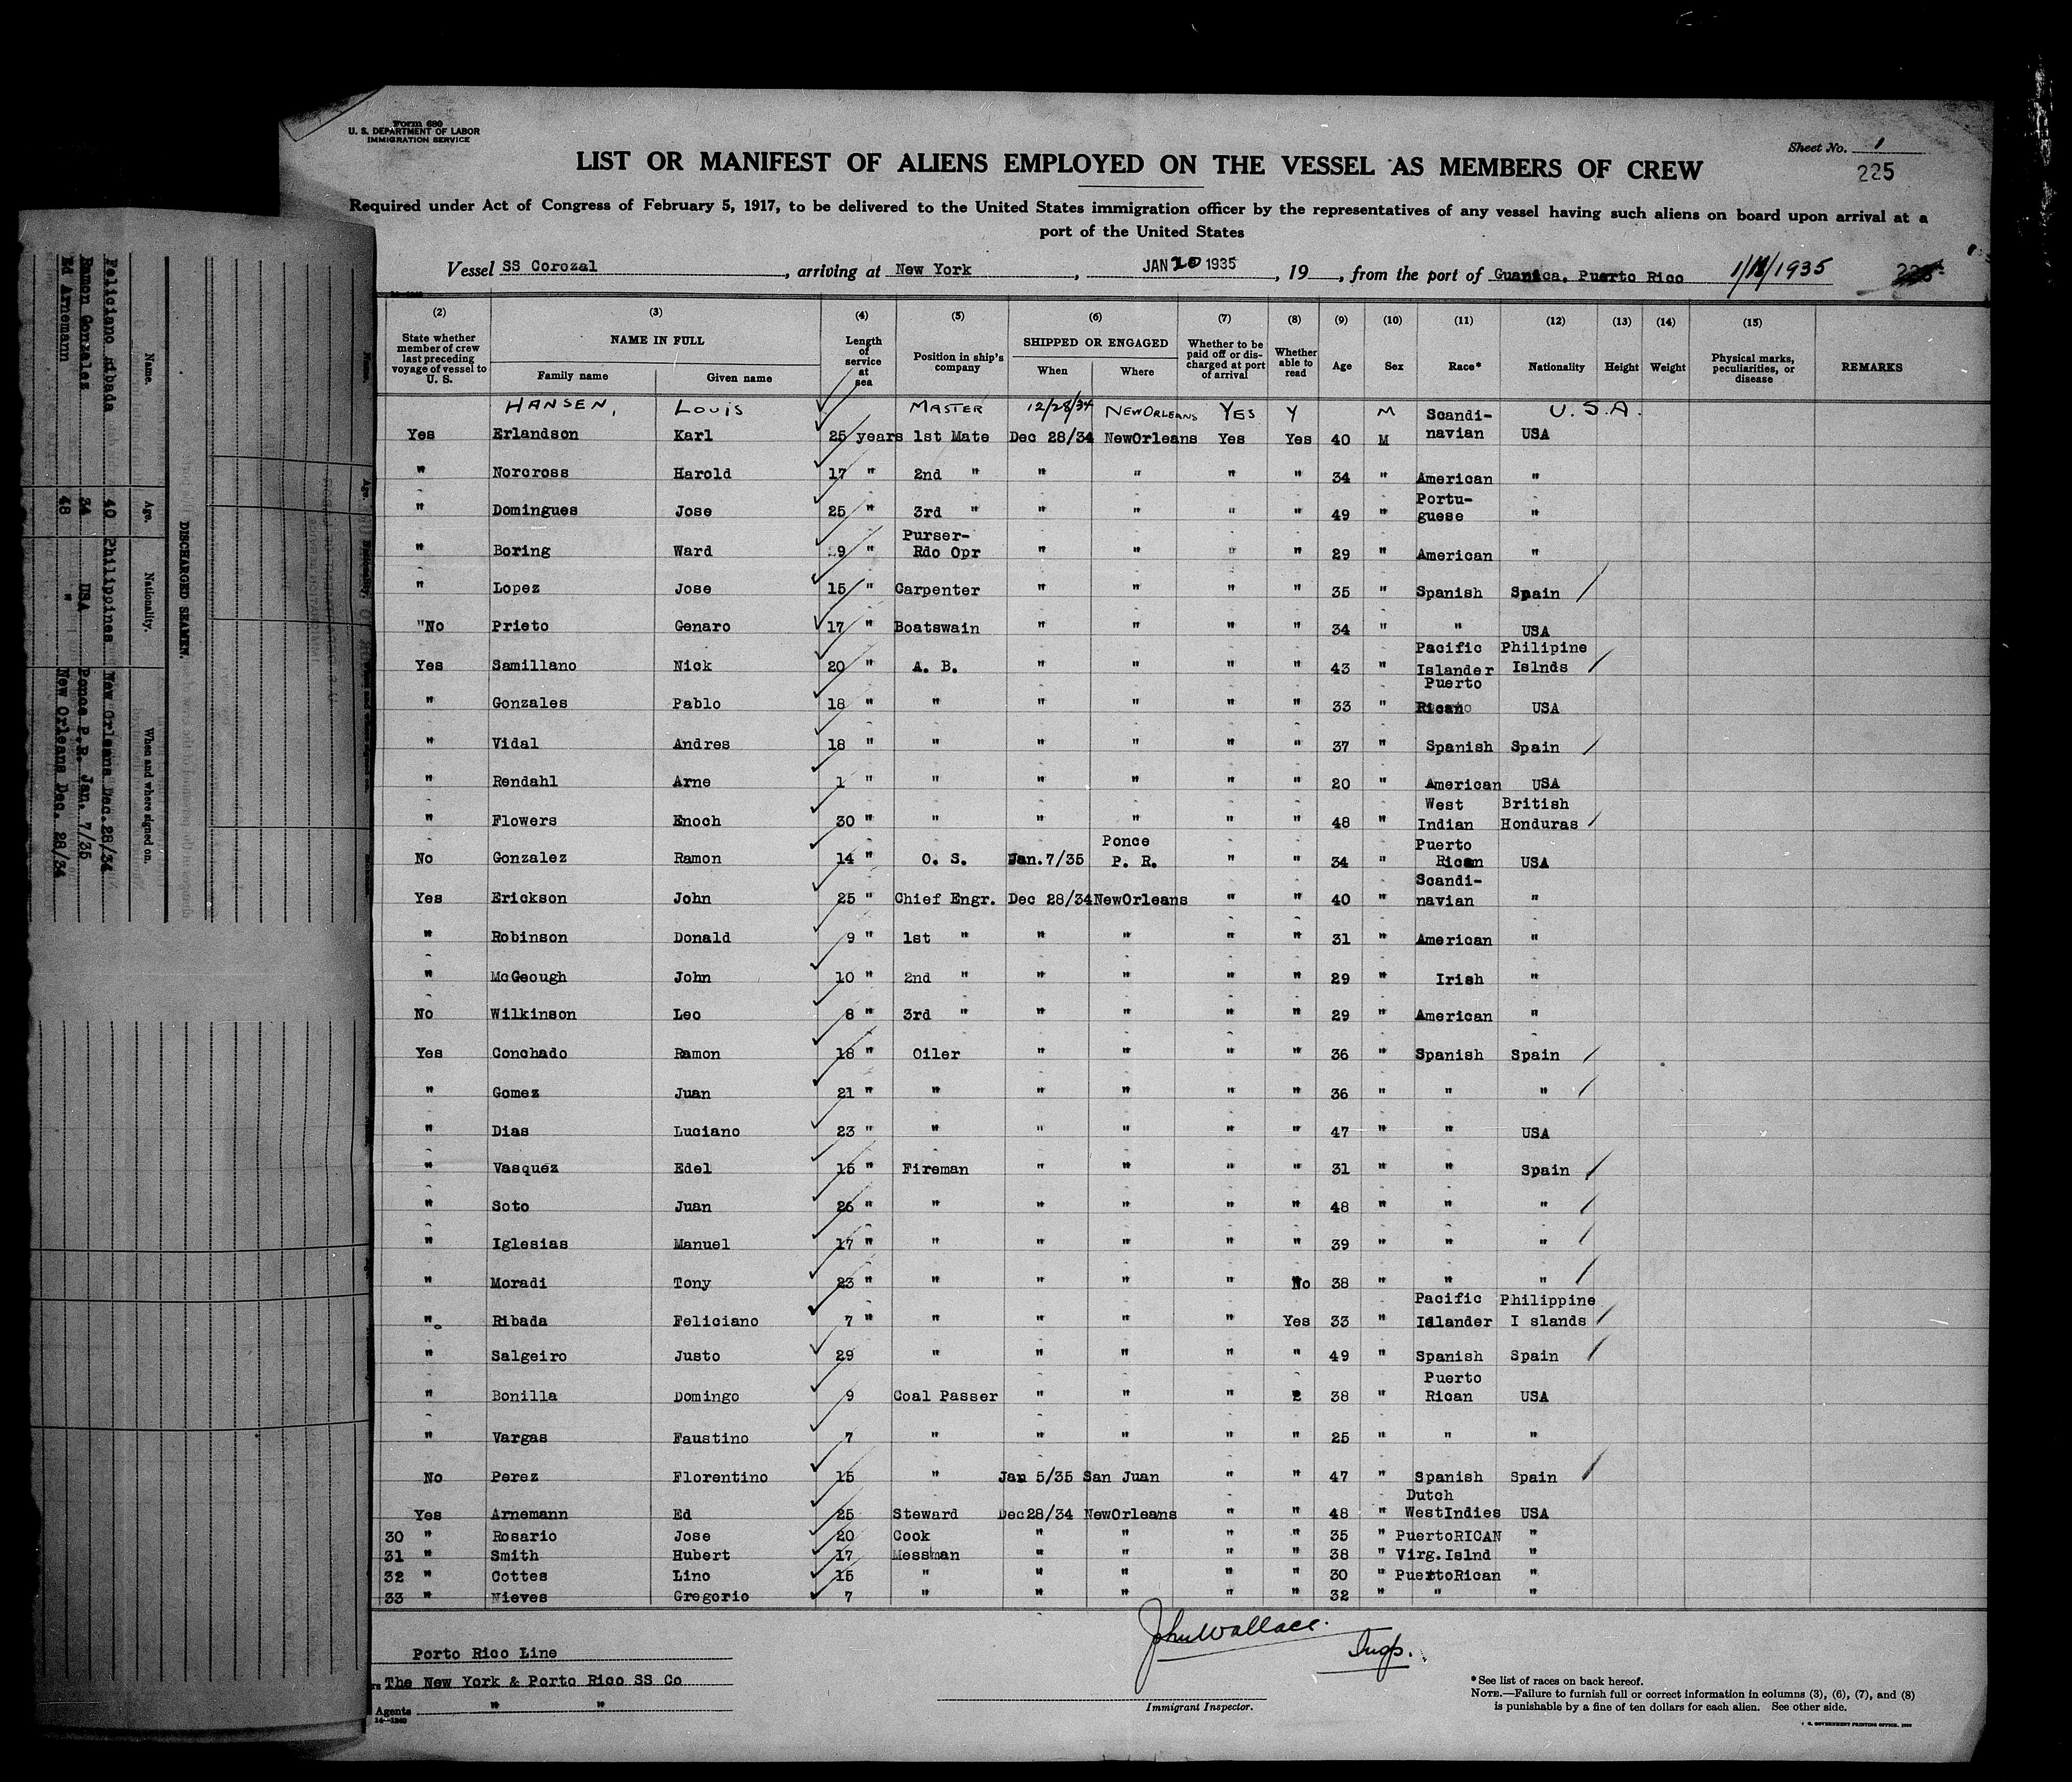 Form 680
U. S. DEPARTMENT OF LABOR
IMMIGRATION SERVICE
Sheet No. 1
225
LIST OR MANIFEST OF ALIENS EMPLOYED ON THE VESSEL AS MEMBERS OF CREW
Required under Act of Congress of February 5, 1917, to be delivered to the United States immigration officer by the representatives of any vessel having such aliens on board upon arrival at a
port of the United States
Vessel SS Corozal, arriving at New York, JAN 20 1935, 19, from the port of Guanica, Puerto Rico 1/11/1935
(2) (3) (4) (5) (6) (7) (8) (9) (10) (11) (12) (13) (14) (15)
State whether member of crew last preceding voyage of vessel to U. S. NAME IN FULL Family name Given name Length of service at sea Position in ship's company SHIPPED OR ENGAGED When Where Whether to be paid off or discharged at port of arrival Whether able to read Age Sex Race* Nationality Height Weight Physical marks, peculiarities, or disease REMARKS
HANSEN, LOUIS MASTER 12/28/34 NEWORLEANS YES Y M U.S.A.
Yes Erlandson Karl 25 years 1st Mate Dec 28/34 NewOrleans Yes Yes 40 M Scandi-navian USA
" Norcross Harold 17 " 2nd " " " " " 34 " American "
" Domingues Jose 25 " 3rd " " " " " 49 " Portu-guese "
" Boring Ward 9 " Purser-Rdo Opr " " " " 29 " American "
" Lopez Jose 15 " Carpenter " " " " 35 " Spanish Spain
"No Prieto Genaro 17 " Boatswain " " " " 34 " " USA
Yes Samillano Nick 20 " A. B. " " " " 43 " Pacific Islander Philipine Islnds
" Gonzales Pablo 18 " " " " " " 33 " Puerto Rican USA
" Vidal Andres 18 " " " " " " 37 " Spanish Spain
" Rendahl Arne 1 " " " " " " 20 " American USA
" Flowers Enoch 30 " " " " " " 48 " West Indian British Honduras
No Gonzalez Ramon 14 " O. S. Jan.7/35 Ponce P. R. " " 34 " Puerto Rican USA
Yes Erickson John 25 " Chief Engr. Dec 28/34 NewOrleans " " 40 " Scandi-navian "
" Robinson Donald 9 " 1st " " " " " 31 " American "
" McGeough John 10 " 2nd " " " " " 29 " Irish "
No Wilkinson Leo 8 " 3rd " " " " " 29 " American "
Yes Conchado Ramon 18 " Oiler " " " " 36 " Spanish Spain
" Gomez Juan 21 " " " " " " 36 " " "
" Dias Luciano 23 " " " " " " 47 " " USA
" Vasquez Edel 15 " Fireman " " " " 31 " " Spain
" Soto Juan 26 " " " " " " 48 " " "
" Iglesias Manuel 17 " " " " " " 39 " " "
" Moradi Tony 23 " " " " " No 38 " " "
" Ribada Feliciano 7 " " " " " Yes 33 " Pacific Islander Philippine I slands
" Salgeiro Justo 29 " " " " " 49 " Spanish Spain
" Bonilla Domingo 9 Coal Passer " " " " 38 " Puerto Rican USA
" Vargas Faustino 7 " " " " " 25 " " "
No Perez Florentino 15 " Jan 5/35 San Juan " " 47 " Spanish Spain
Yes Arnemann Ed 25 Steward Dec28/34 NewOrleans " " 48 " Dutch WestIndies USA
30 " Rosario Jose 20 Cook " " " " 35 " PuertoRICAN "
31 " Smith Hubert 17 Messman " " " " 38 " Virg.Islnd "
32 " Cottes Lino 15 " " " " " 30 " PuertoRican "
33 " Nieves Gregorio 7 " " " " " 32 " " "
Porto Rico Line
The New York & Porto Rico SS Co
Agents " "
14—1240
John Wallace.
Insp.
Immigrant Inspector.
*See list of races on back hereof.
NOTE.—Failure to furnish full or correct information in columns (3), (6), (7), and (8)
is punishable by a fine of ten dollars for each alien. See other side.
DISCHARGED SEAMEN.
Name. Age. Nationality. When and where signed on.
Feliciano Ribada 40 Philippines New Orleans Dec.28/34
Ramon Gonzalez 34 USA Ponce P.R. Jan. 7/35
Ed Arnemann 48 " New Orleans Dec. 28/34